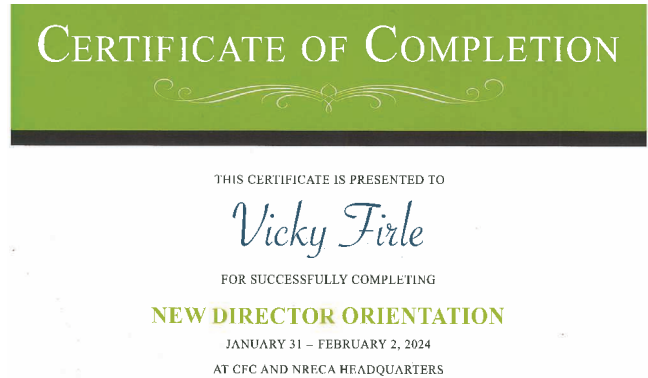 CERTIFICATE OF COMPLETION
THIS CERTIFICATE IS PRESENTED TO
Vicky Firle
FOR SUCCESSFULLY COMPLETING
NEW DIRECTOR ORIENTATION
JANUARY 31 – FEBRUARY 2, 2024
AT CFC AND NRECA HEADQUARTERS